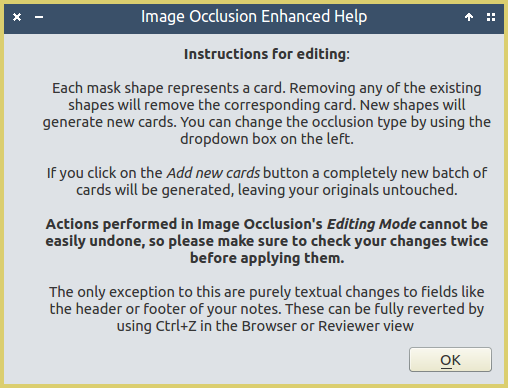 Image Occlusion Enhanced Help
Instructions for editing:
Each mask shape represents a card. Removing any of the existing
shapes will remove the corresponding card. New shapes will
generate new cards. You can change the occlusion type by using the
dropdown box on the left.
If you click on the Add new cards button a completely new batch of
cards will be generated, leaving your originals untouched.
Actions performed in Image Occlusion's Editing Mode cannot be
easily undone, so please make sure to check your changes twice
before applying them.
The only exception to this are purely textual changes to fields like
the header or footer of your notes. These can be fully reverted by
using Ctrl+Z in the Browser or Reviewer view
OK